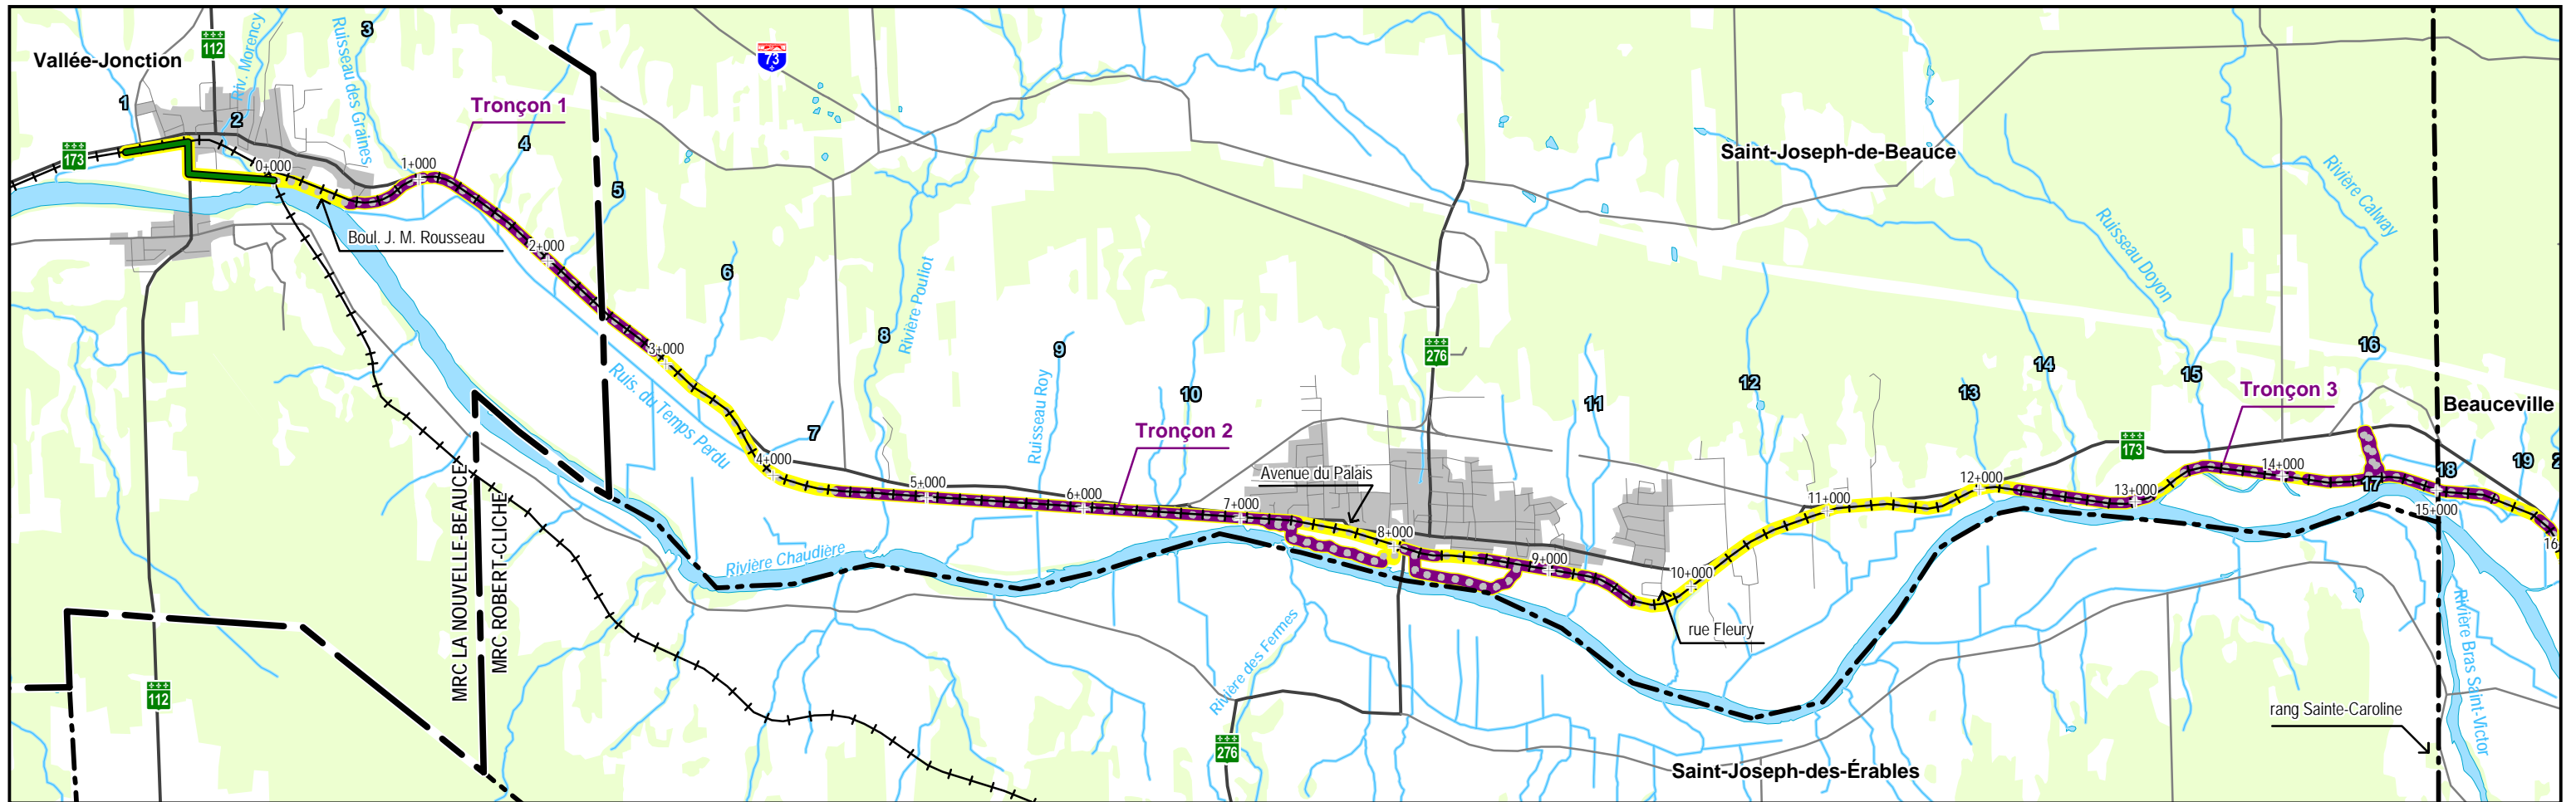 Vallée-Jonction
112
Riv. Morency
Ruisseau des Graines
3
73
1
2
173
0+000
1+000
Tronçon 1
4
5
Boul. J. M. Rousseau
2+000
3+000
6
Ruis. du Temps Perdu
7
4+000
8
Rivière Pouliot
5+000
Ruisseau Roy
9
6+000
10
Tronçon 2
7+000
Avenue du Palais
8+000
276
9+000
11
10+000
rue Fleury
12
11+000
Saint-Joseph-de-Beauce
13
12+000
14
Ruisseau Doyon
15
13+000
173
Tronçon 3
14+000
Rivière Calway
16
17
Beauceville
18
15+000
19
2
16
MRC LA NOUVELLE-BEAUCE
MRC ROBERT-CLICHE
Rivière Chaudière
Rivière des Fermes
276
112
Saint-Joseph-des-Érables
Rivière Bras Saint-Victor
rang Sainte-Caroline